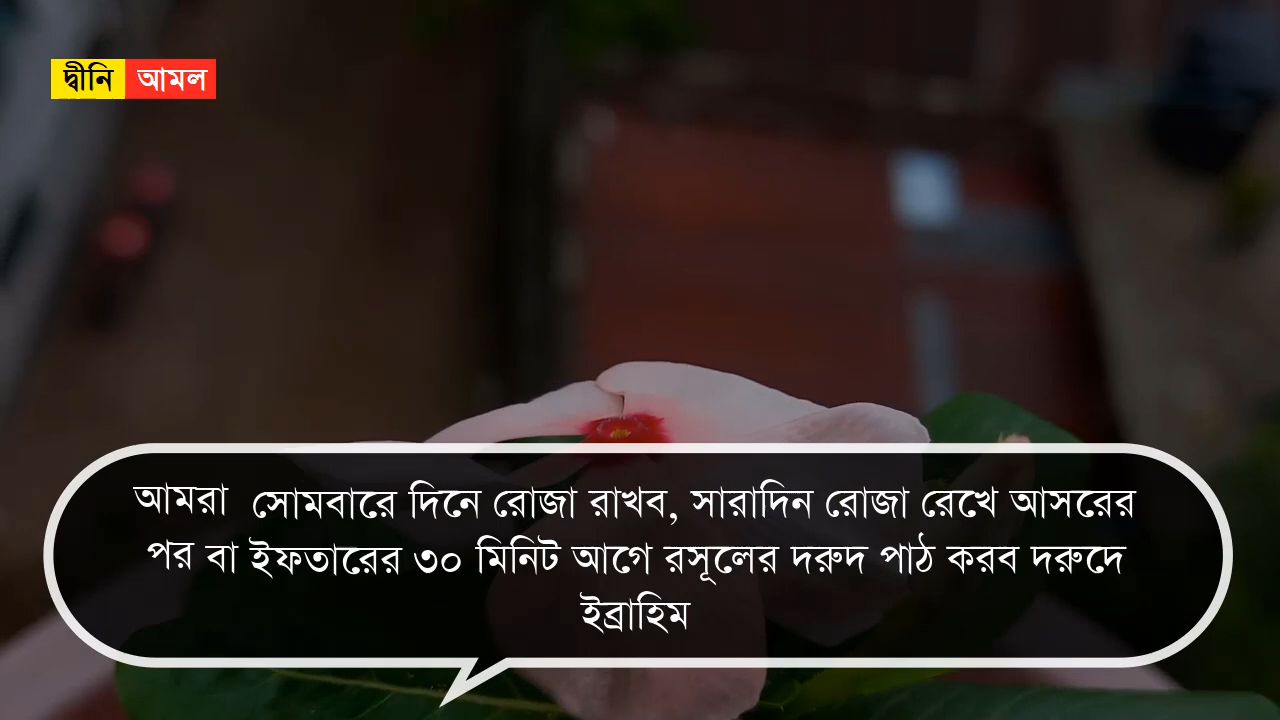 দ্বীনি আমল
আমরা সোমবারে দিনে রোজা রাখব, সারাদিন রোজা রেখে আসরের
পর বা ইফতারের ৩০ মিনিট আগে রসূলের দরুদ পাঠ করব দরুদে
ইব্রাহিম